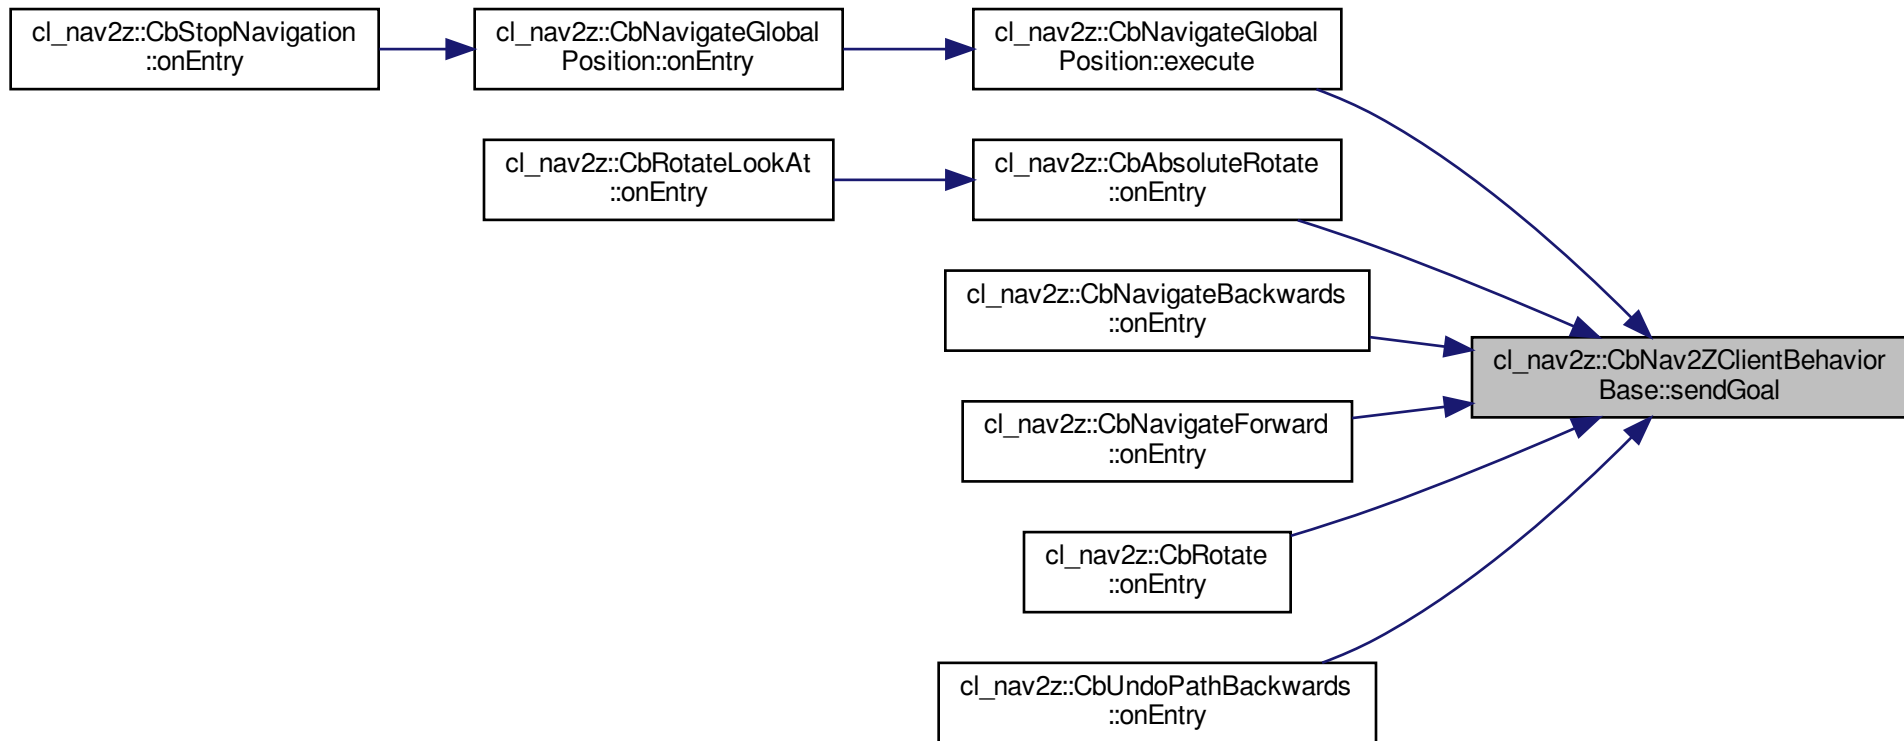 cl_nav2z::CbStopNavigation
::onEntry
cl_nav2z::CbNavigateGlobal
Position::onEntry
cl_nav2z::CbNavigateGlobal
Position::execute
cl_nav2z::CbRotateLookAt
::onEntry
cl_nav2z::CbAbsoluteRotate
::onEntry
cl_nav2z::CbNavigateBackwards
::onEntry
cl_nav2z::CbNav2ZClientBehavior
Base::sendGoal
cl_nav2z::CbNavigateForward
::onEntry
cl_nav2z::CbRotate
::onEntry
cl_nav2z::CbUndoPathBackwards
::onEntry